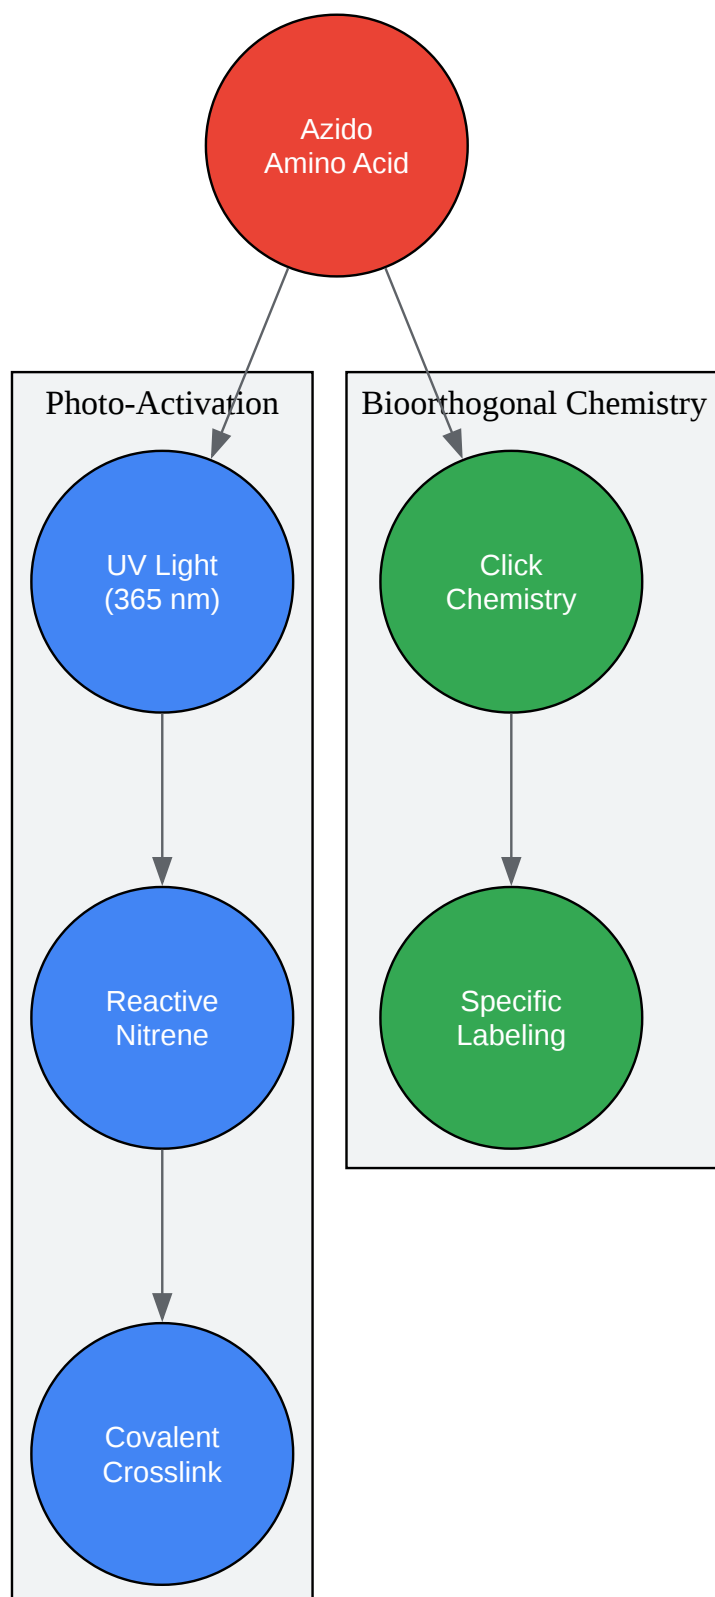 Azido
Amino Acid
Photo-Activation
UV Light
(365 nm)
Reactive
Nitrene
Covalent
Crosslink
Bioorthogonal Chemistry
Click
Chemistry
Specific
Labeling